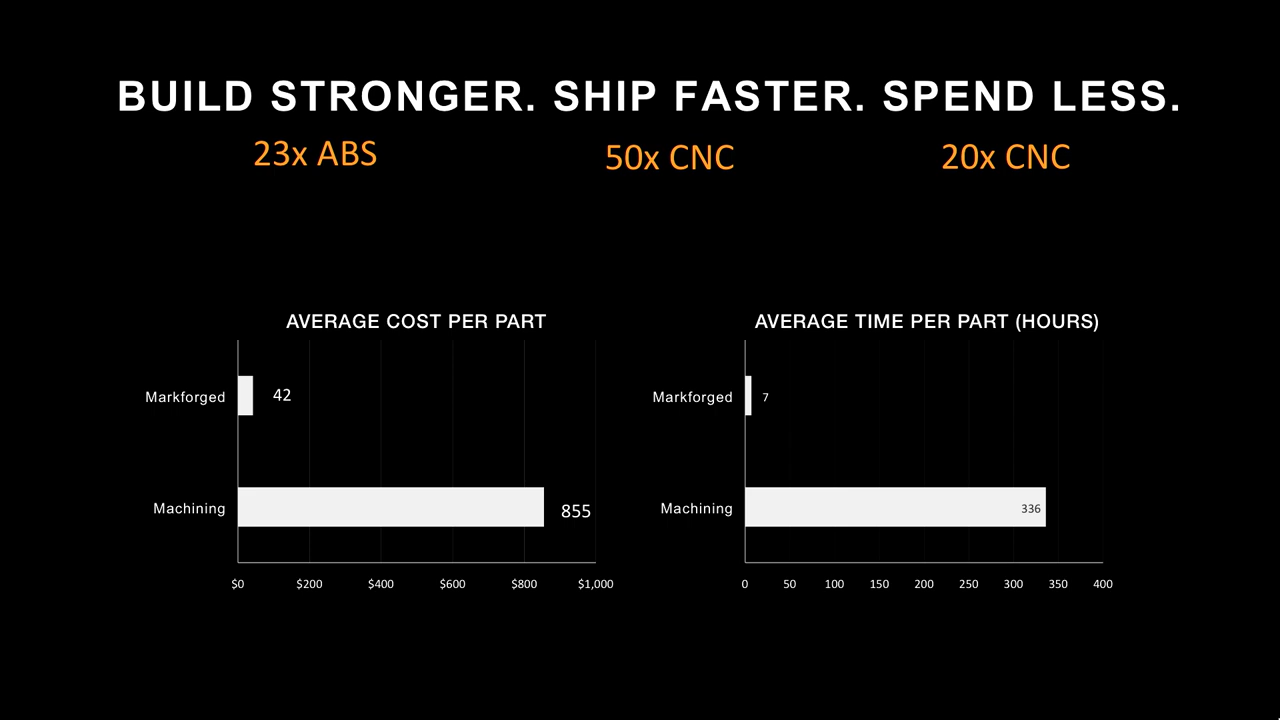 BUILD STRONGER. SHIP FASTER. SPEND LESS.
23x ABS
50x CNC
20x CNC
AVERAGE COST PER PART
Markforged
42
Machining
855
$0 $200 $400 $600 $800 $1,000
AVERAGE TIME PER PART (HOURS)
Markforged
7
Machining
336
0 50 100 150 200 250 300 350 400